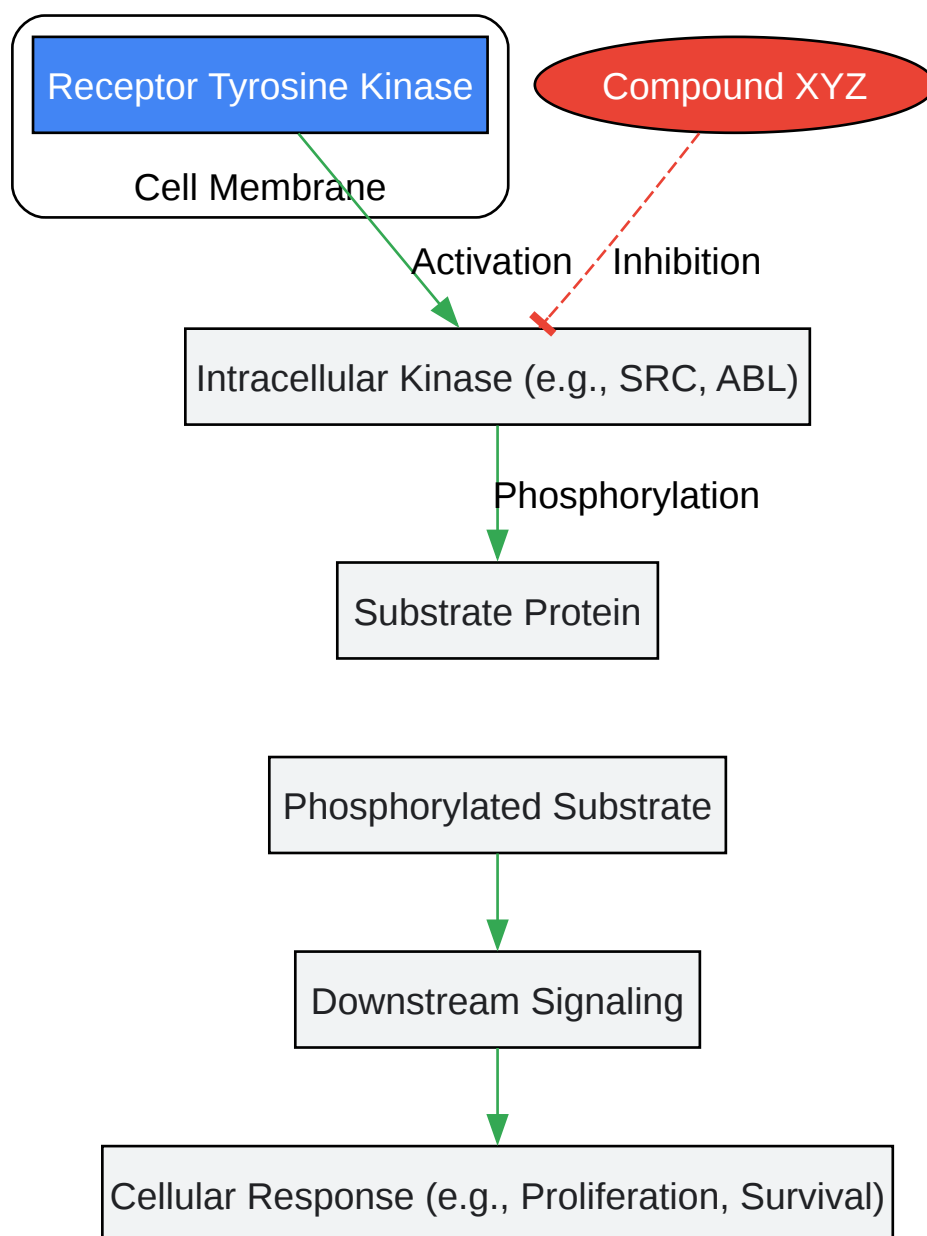 Receptor Tyrosine Kinase
Compound XYZ
Cell Membrane
Activation
Inhibition
Intracellular Kinase (e.g., SRC, ABL)
Phosphorylation
Substrate Protein
Phosphorylated Substrate
Downstream Signaling
Cellular Response (e.g., Proliferation, Survival)